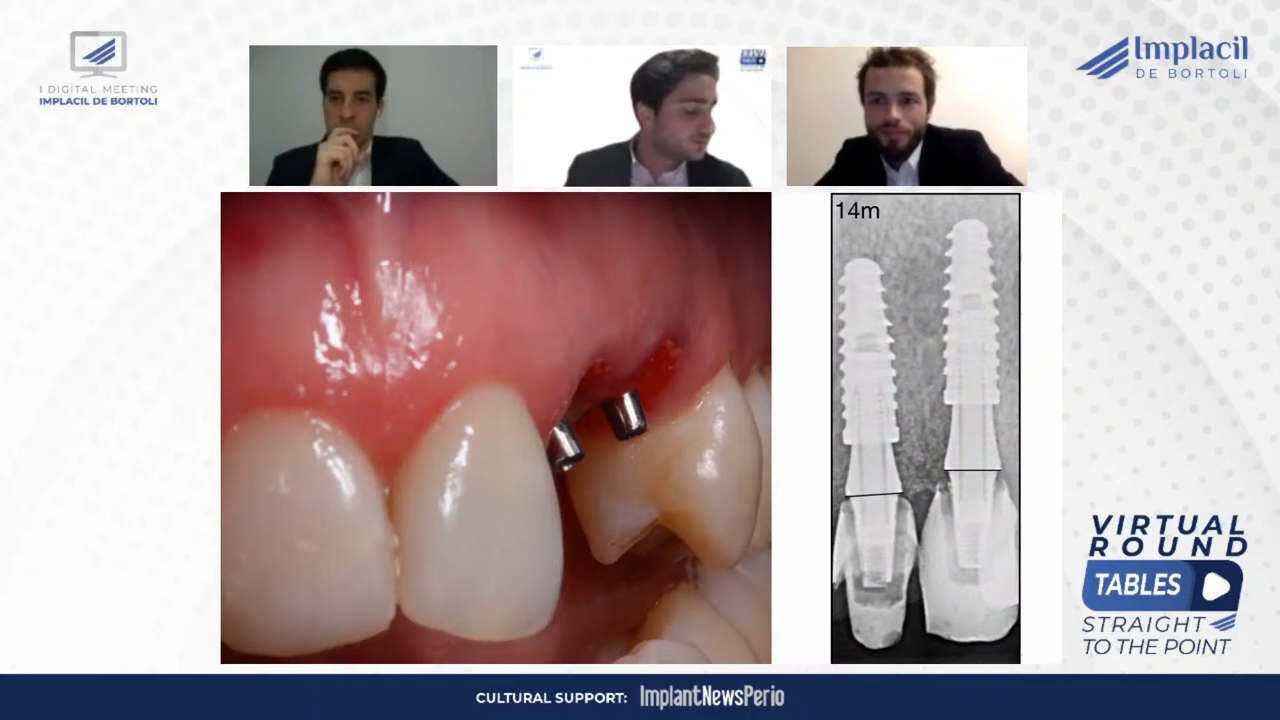 I DIGITAL MEETING
IMPLACIL DE BORTOLI
Implacil
DE BORTOLI
14m
VIRTUAL
ROUND
TABLES
STRAIGHT
TO THE POINT
CULTURAL SUPPORT: ImplantNewsPerio